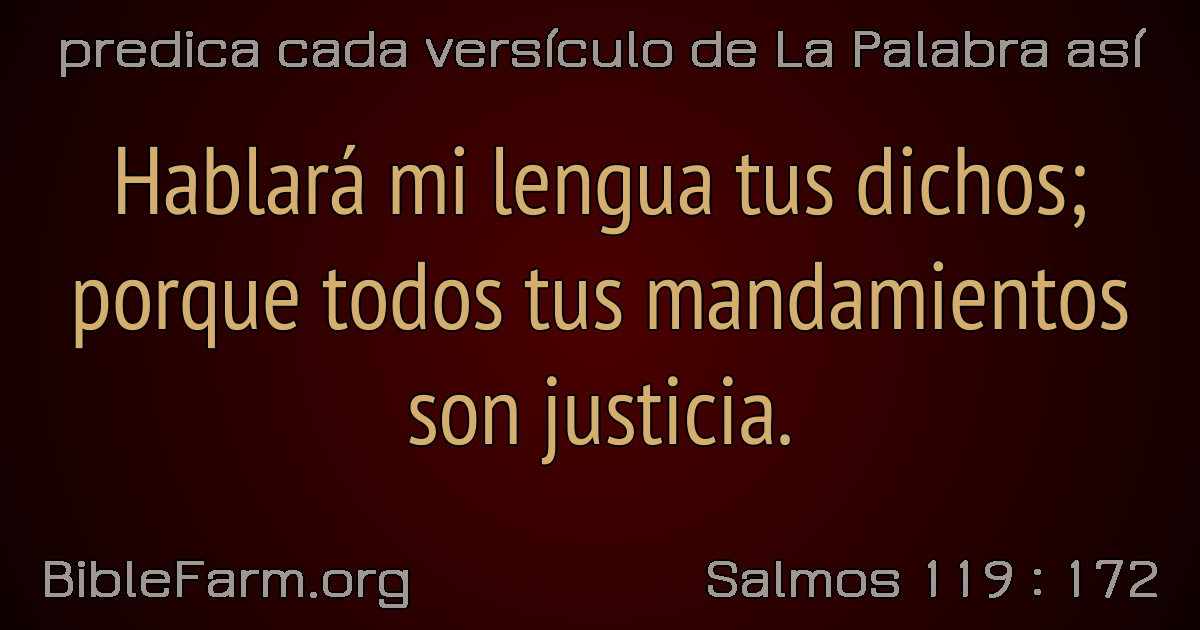 predica cada versículo de La Palabra así
Hablará mi lengua tus dichos;
porque todos tus mandamientos
son justicia.
BibleFarm.org
Salmos 119 : 172